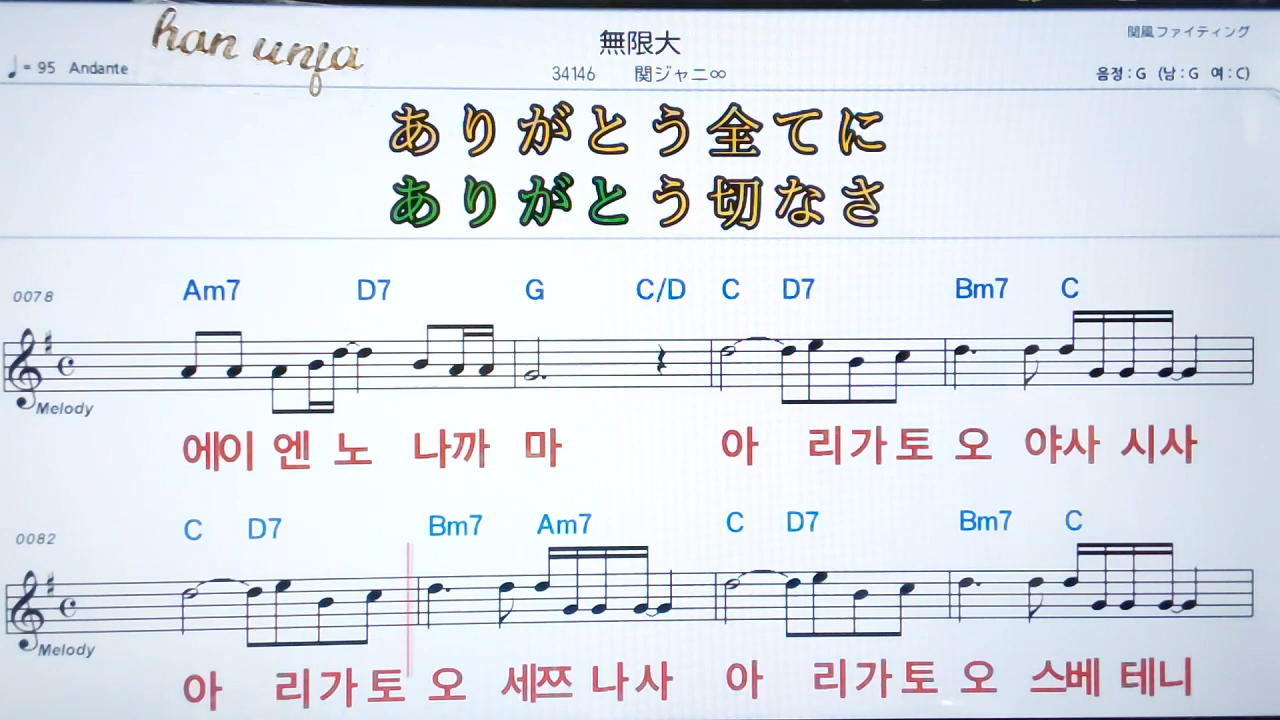 han unja
無限大
関風ファイティング
♩= 95 Andante
34146 関ジャニ∞
음정 : G (남 : G 여 : C)
ありがとう全てに
ありがとう切なさ
0078 Am7 D7 G C/D C D7 Bm7 C
Melody
에이 엔 노 나까 마 아 리가토 오 야사 시사
0082 C D7 Bm7 Am7 C D7 Bm7 C
Melody
아 리가토 오 세쯔 나사 아 리가토 오 스베 테니